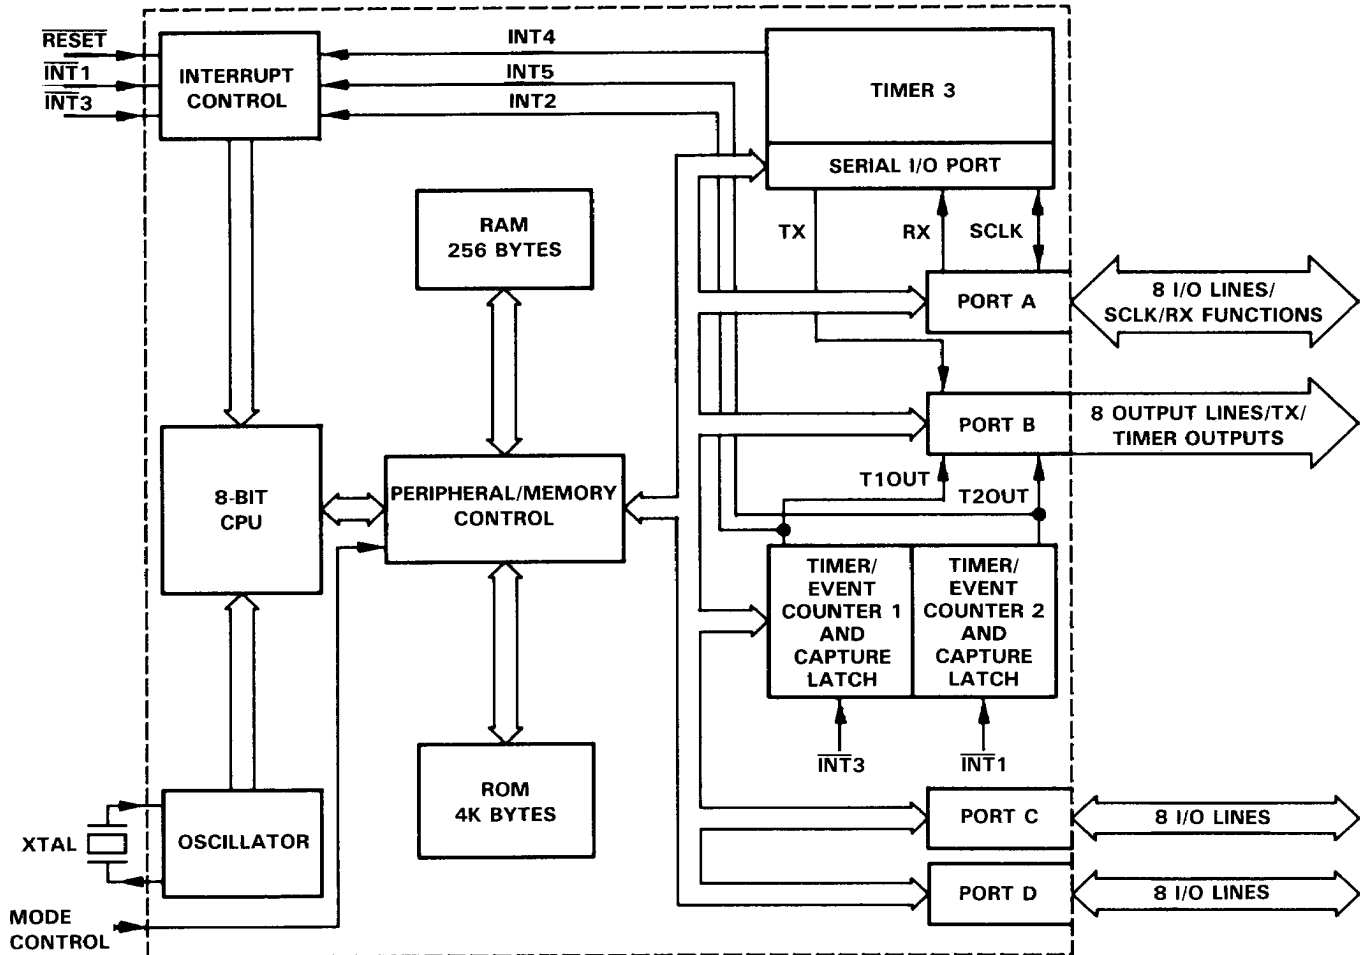 RESET
INT1
INT3
INTERRUPT
CONTROL
INT4
INT5
INT2
TIMER 3
SERIAL I/O PORT
TX
RX
SCLK
RAM
256 BYTES
PORT A
8 I/O LINES/
SCLK/RX FUNCTIONS
PORT B
8 OUTPUT LINES/TX/
TIMER OUTPUTS
T1OUT
T2OUT
8-BIT
CPU
PERIPHERAL/MEMORY
CONTROL
TIMER/
EVENT
COUNTER 1
AND
CAPTURE
LATCH
TIMER/
EVENT
COUNTER 2
AND
CAPTURE
LATCH
INT3
INT1
ROM
4K BYTES
XTAL
OSCILLATOR
PORT C
8 I/O LINES
PORT D
8 I/O LINES
MODE
CONTROL